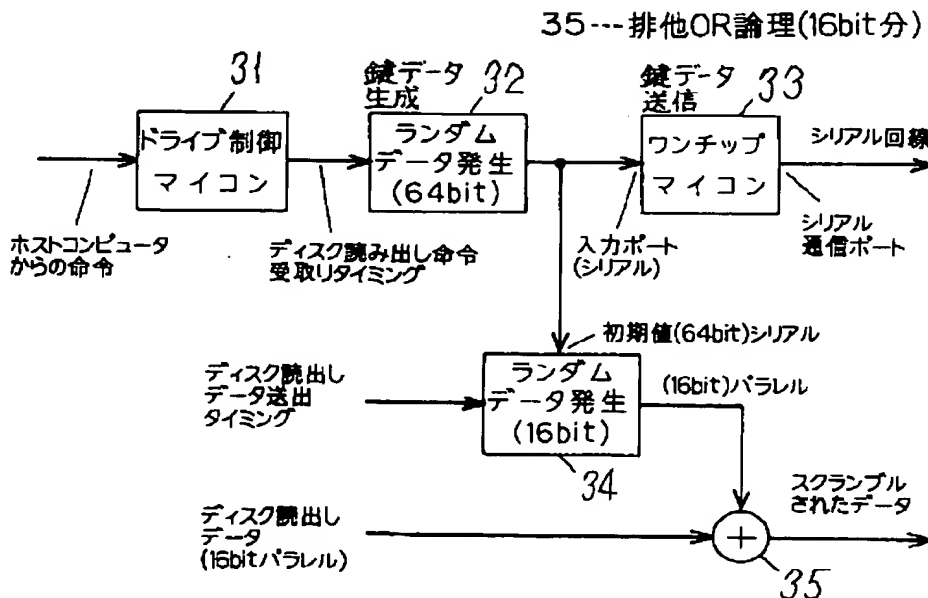 35---排他OR論理(16bit分)
31
鍵データ
生成
32
鍵データ
送信
33
ドライブ制御
マイコン
ランダム
データ発生
(64bit)
ワンチップ
マイコン
シリアル回線
ホストコンピュータ
からの命令
ディスク読み出し命令
受取りタイミング
入力ポート
(シリアル)
シリアル
通信ポート
初期値(64bit)シリアル
ディスク読出し
データ送出
タイミング
ランダム
データ発生
(16bit)
(16bit)パラレル
34
スクランブル
されたデータ
ディスク読出し
データ
(16bitパラレル)
+
35